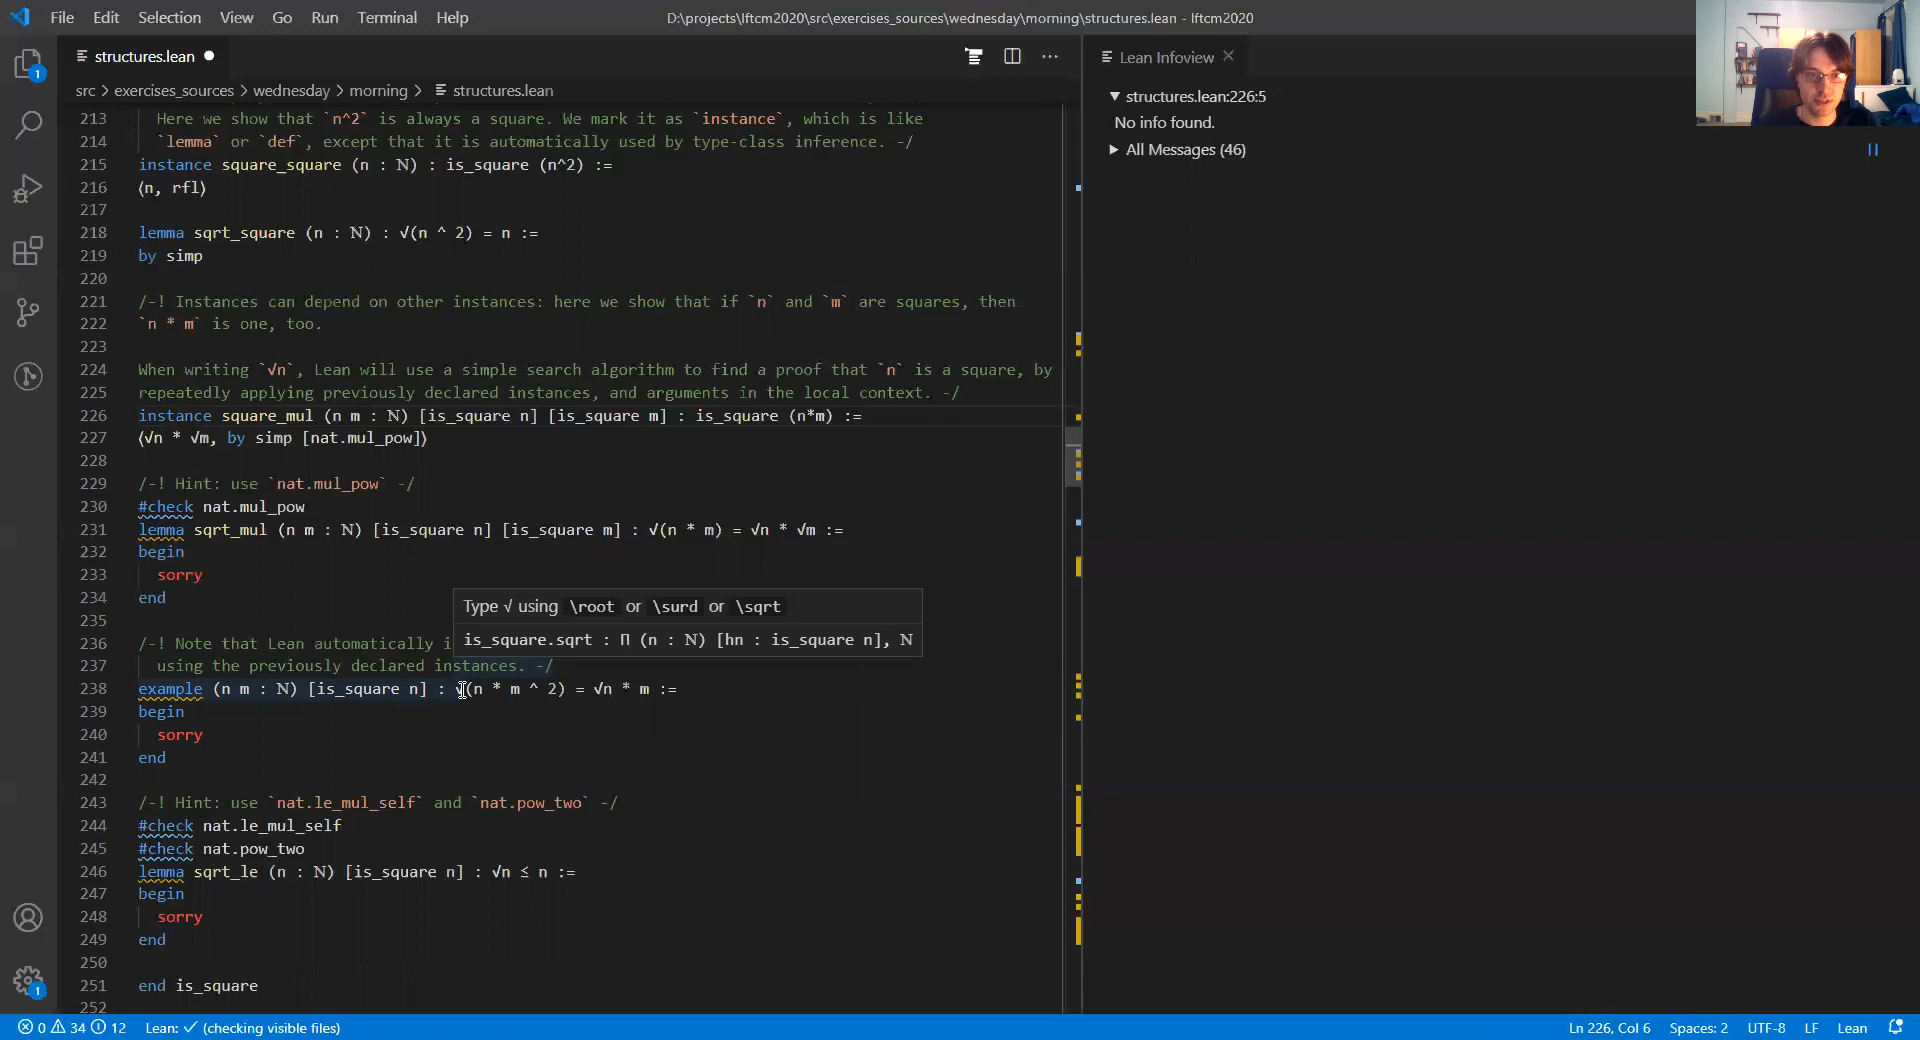 File Edit Selection View Go Run Terminal Help
D:\projects\lftcm2020\src\exercises_sources\wednesday\morning\structures.lean - lftcm2020
structures.lean
Lean Infoview
src > exercises_sources > wednesday > morning > structures.lean
structures.lean:226:5
No info found.
All Messages (46)
213 Here we show that `n^2` is always a square. We mark it as `instance`, which is like
214 `lemma` or `def`, except that it is automatically used by type-class inference. -/
215 instance square_square (n : ℕ) : is_square (n^2) :=
216 ⟨n, rfl⟩
217
218 lemma sqrt_square (n : ℕ) : √(n ^ 2) = n :=
219 by simp
220
221 /-! Instances can depend on other instances: here we show that if `n` and `m` are squares, then
222 `n * m` is one, too.
223
224 When writing `√n`, Lean will use a simple search algorithm to find a proof that `n` is a square, by
225 repeatedly applying previously declared instances, and arguments in the local context. -/
226 instance square_mul (n m : ℕ) [is_square n] [is_square m] : is_square (n*m) :=
227 ⟨√n * √m, by simp [nat.mul_pow]⟩
228
229 /-! Hint: use `nat.mul_pow` -/
230 #check nat.mul_pow
231 lemma sqrt_mul (n m : ℕ) [is_square n] [is_square m] : √(n * m) = √n * √m :=
232 begin
233 sorry
234 end
235
Type √ using \root or \surd or \sqrt
is_square.sqrt : Π (n : ℕ) [hn : is_square n], ℕ
236 /-! Note that Lean automatically i
237 using the previously declared instances. -/
238 example (n m : ℕ) [is_square n] : √(n * m ^ 2) = √n * m :=
239 begin
240 sorry
241 end
242
243 /-! Hint: use `nat.le_mul_self` and `nat.pow_two` -/
244 #check nat.le_mul_self
245 #check nat.pow_two
246 lemma sqrt_le (n : ℕ) [is_square n] : √n ≤ n :=
247 begin
248 sorry
249 end
250
251 end is_square
252
1
1
0 34 12 Lean: ✓ (checking visible files)
Ln 226, Col 6 Spaces: 2 UTF-8 LF Lean